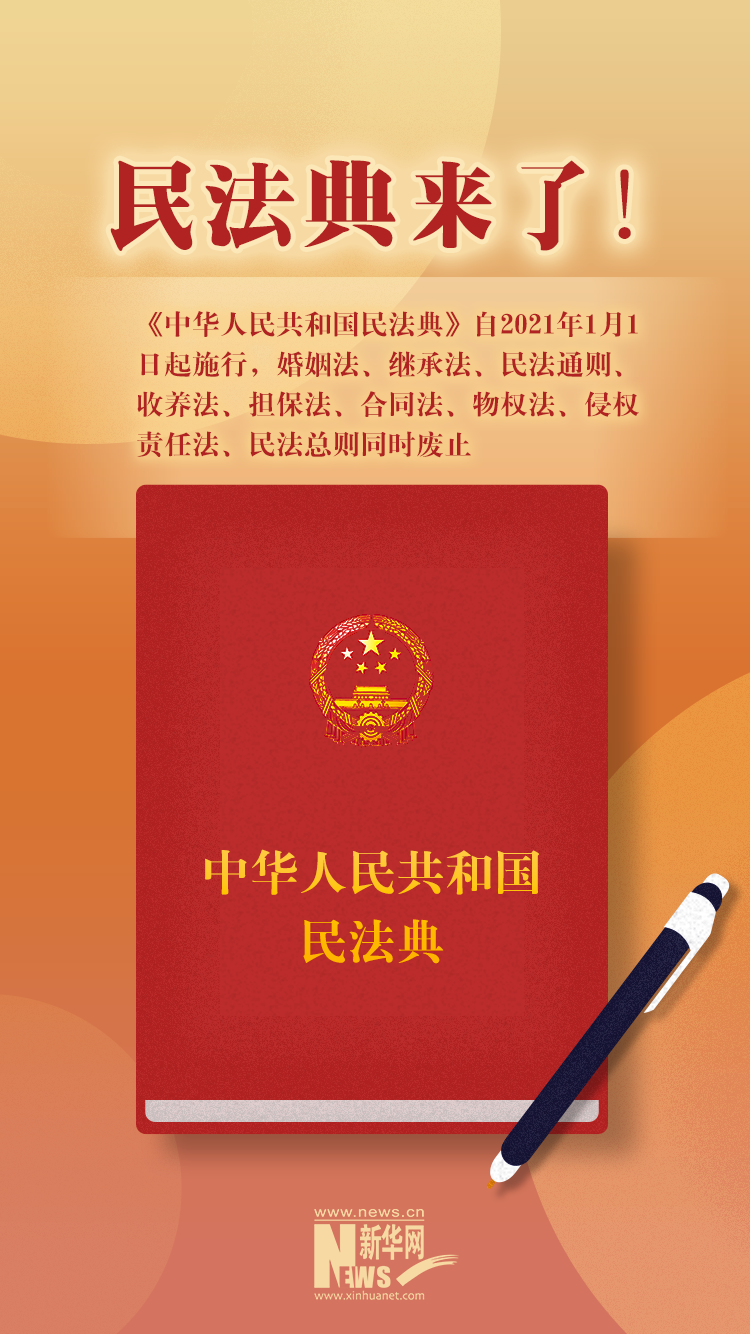 民法典来了！
《中华人民共和国民法典》自2021年1月1
日起施行，婚姻法、继承法、民法通则、
收养法、担保法、合同法、物权法、侵权
责任法、民法总则同时废止
中华人民共和国
民法典
www.news.cn
NEWS 新华网
www.xinhuanet.com